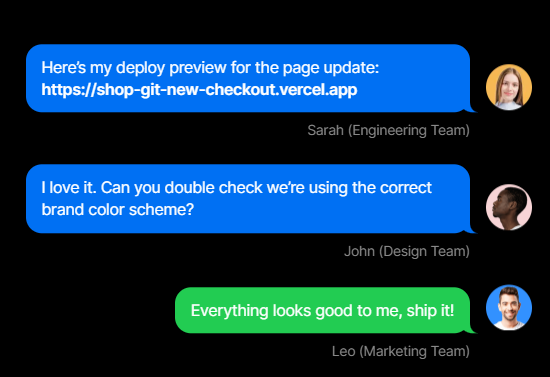 Here’s my deploy preview for the page update:
https://shop-git-new-checkout.vercel.app
Sarah (Engineering Team)
I love it. Can you double check we’re using the correct
brand color scheme?
John (Design Team)
Everything looks good to me, ship it!
Leo (Marketing Team)